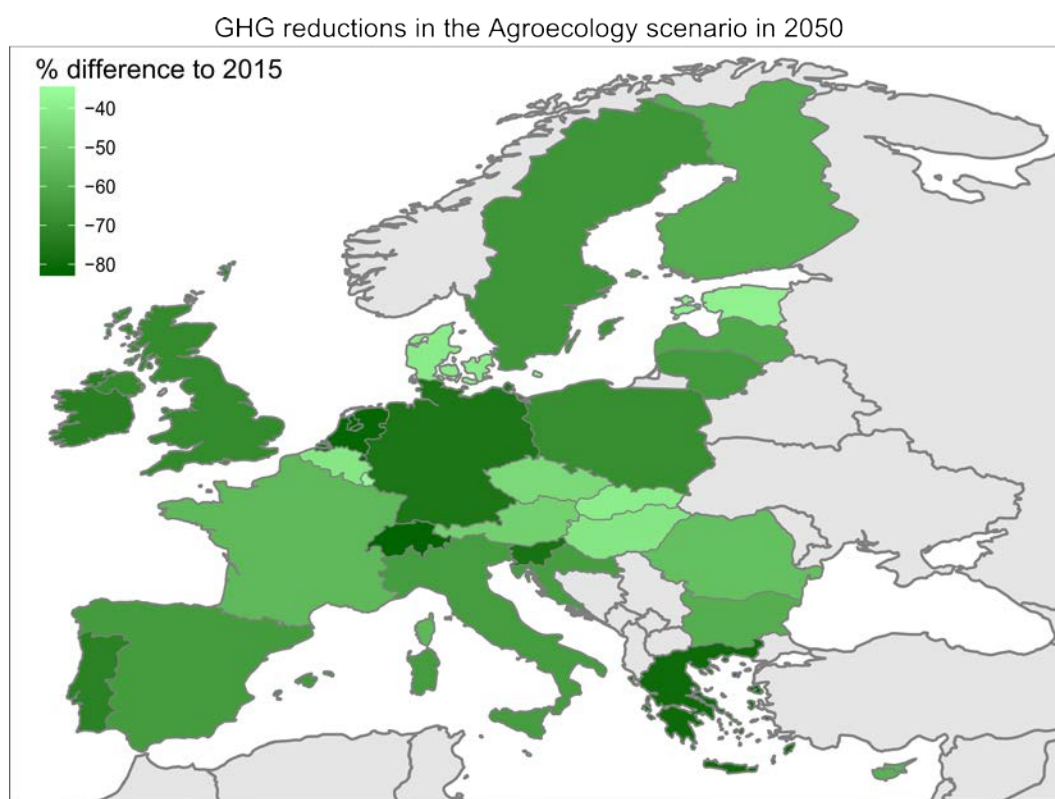 GHG reductions in the Agroecology scenario in 2050
% difference to 2015
−40
−50
−60
−70
−80